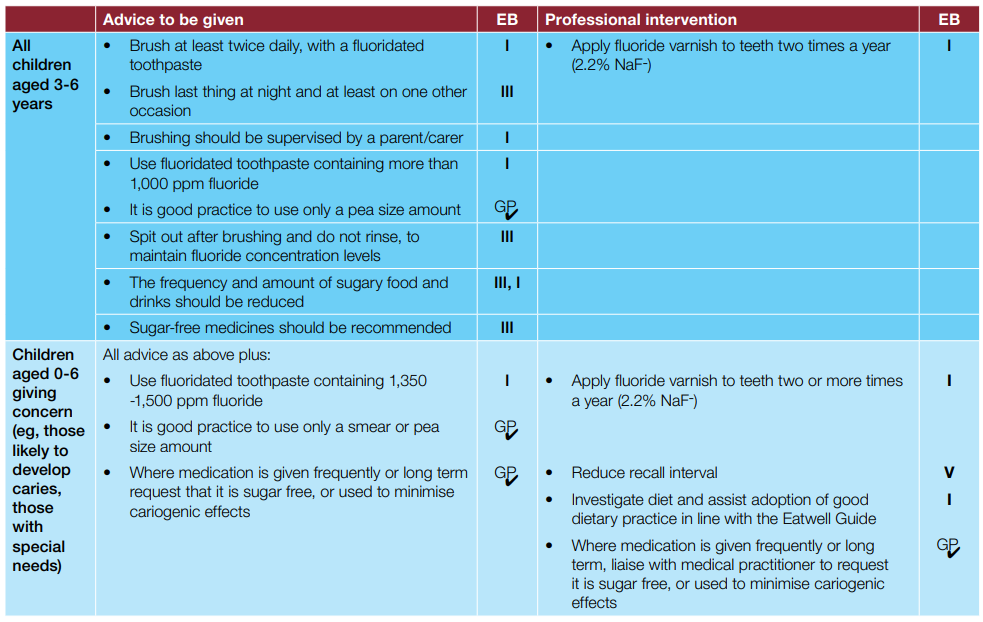 Advice to be given EB Professional intervention EB
All children aged 3-6 years
• Brush at least twice daily, with a fluoridated
toothpaste
I
• Apply fluoride varnish to teeth two times a year
(2.2% NaF-)
I
• Brush last thing at night and at least on one other
occasion
III
• Brushing should be supervised by a parent/carer
I
• Use fluoridated toothpaste containing more than
1,000 ppm fluoride
I
• It is good practice to use only a pea size amount
GP✔
• Spit out after brushing and do not rinse, to
maintain fluoride concentration levels
III
• The frequency and amount of sugary food and
drinks should be reduced
III, I
• Sugar-free medicines should be recommended
III
Children
aged 0-6
giving
concern
(eg, those
likely to
develop
caries,
those
with
special
needs)
All advice as above plus:
• Use fluoridated toothpaste containing 1,350
-1,500 ppm fluoride
I
• Apply fluoride varnish to teeth two or more times
a year (2.2% NaF-)
I
• It is good practice to use only a smear or pea
size amount
GP✔
• Where medication is given frequently or long term
request that it is sugar free, or used to minimise
cariogenic effects
GP✔
• Reduce recall interval
V
• Investigate diet and assist adoption of good
dietary practice in line with the Eatwell Guide
I
• Where medication is given frequently or long
term, liaise with medical practitioner to request
it is sugar free, or used to minimise cariogenic
effects
GP✔